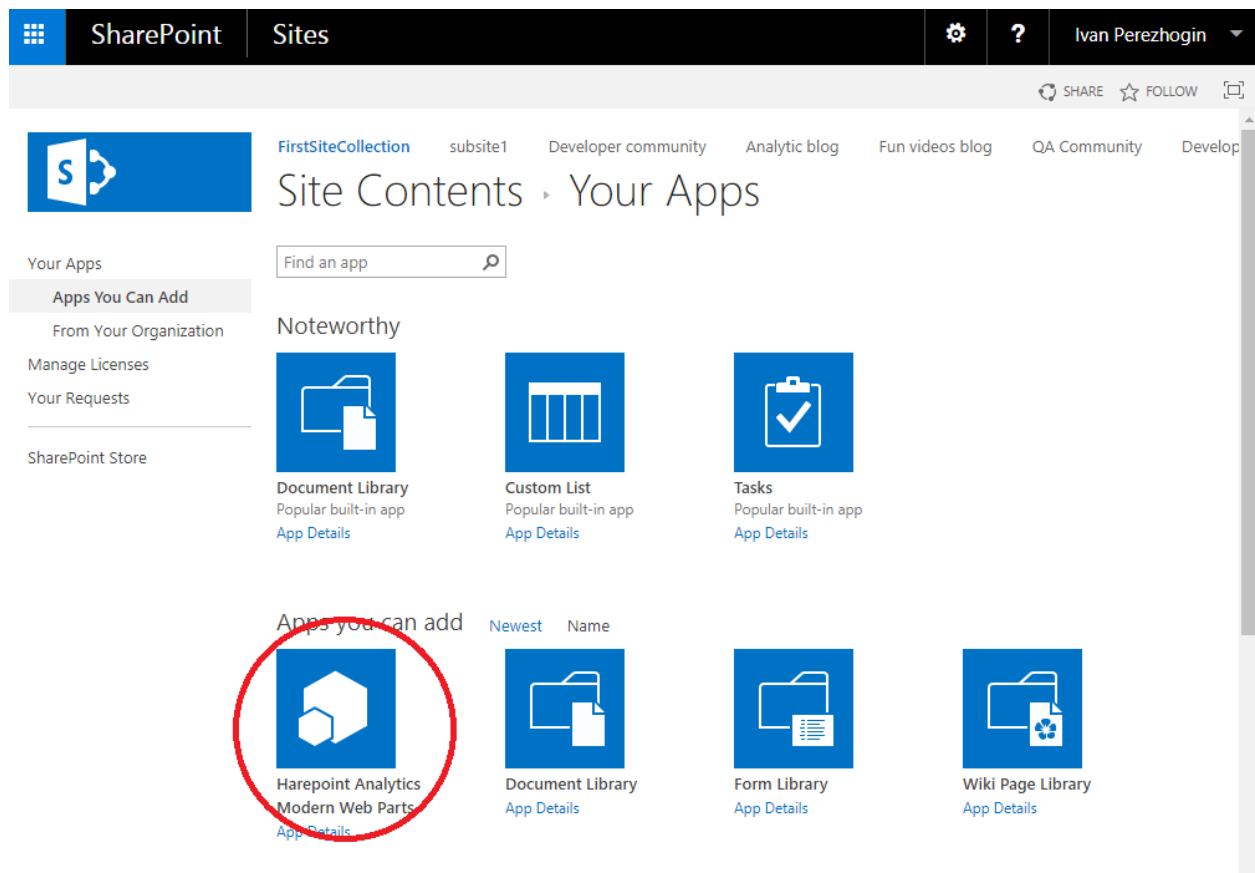 SharePoint Sites ? Ivan Perezhogin
SHARE FOLLOW
S
FirstSiteCollection subsite1 Developer community Analytic blog Fun videos blog QA Community Develop
Site Contents ▸ Your Apps
Find an app
Your Apps
Apps You Can Add
From Your Organization
Manage Licenses
Your Requests
SharePoint Store
Noteworthy
Document Library
Popular built-in app
App Details
Custom List
Popular built-in app
App Details
Tasks
Popular built-in app
App Details
Apps you can add Newest Name
Harepoint Analytics
Modern Web Parts
App Details
Document Library
App Details
Form Library
App Details
Wiki Page Library
App Details